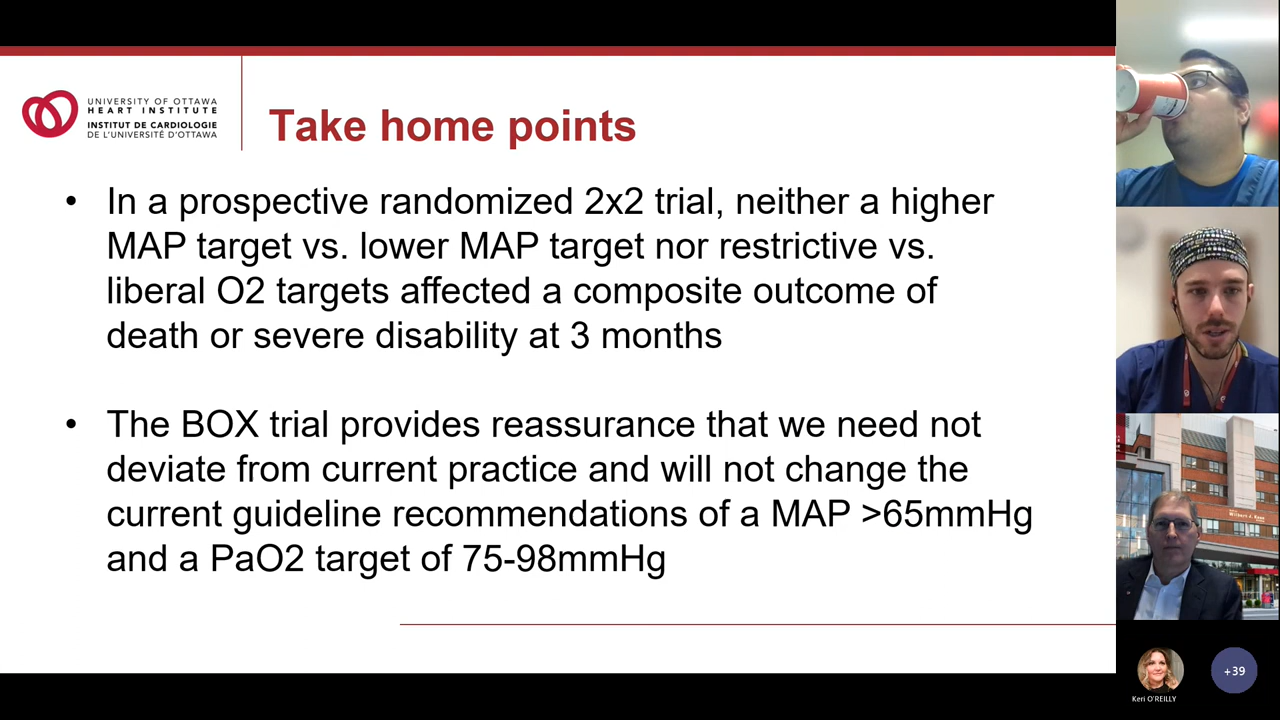 UNIVERSITY OF OTTAWA
HEART INSTITUTE
INSTITUT DE CARDIOLOGIE
DE L'UNIVERSITÉ D'OTTAWA
Take home points
• In a prospective randomized 2x2 trial, neither a higher
MAP target vs. lower MAP target nor restrictive vs.
liberal O2 targets affected a composite outcome of
death or severe disability at 3 months
• The BOX trial provides reassurance that we need not
deviate from current practice and will not change the
current guideline recommendations of a MAP >65mmHg
and a PaO2 target of 75-98mmHg
Keri O'REILLY
+39